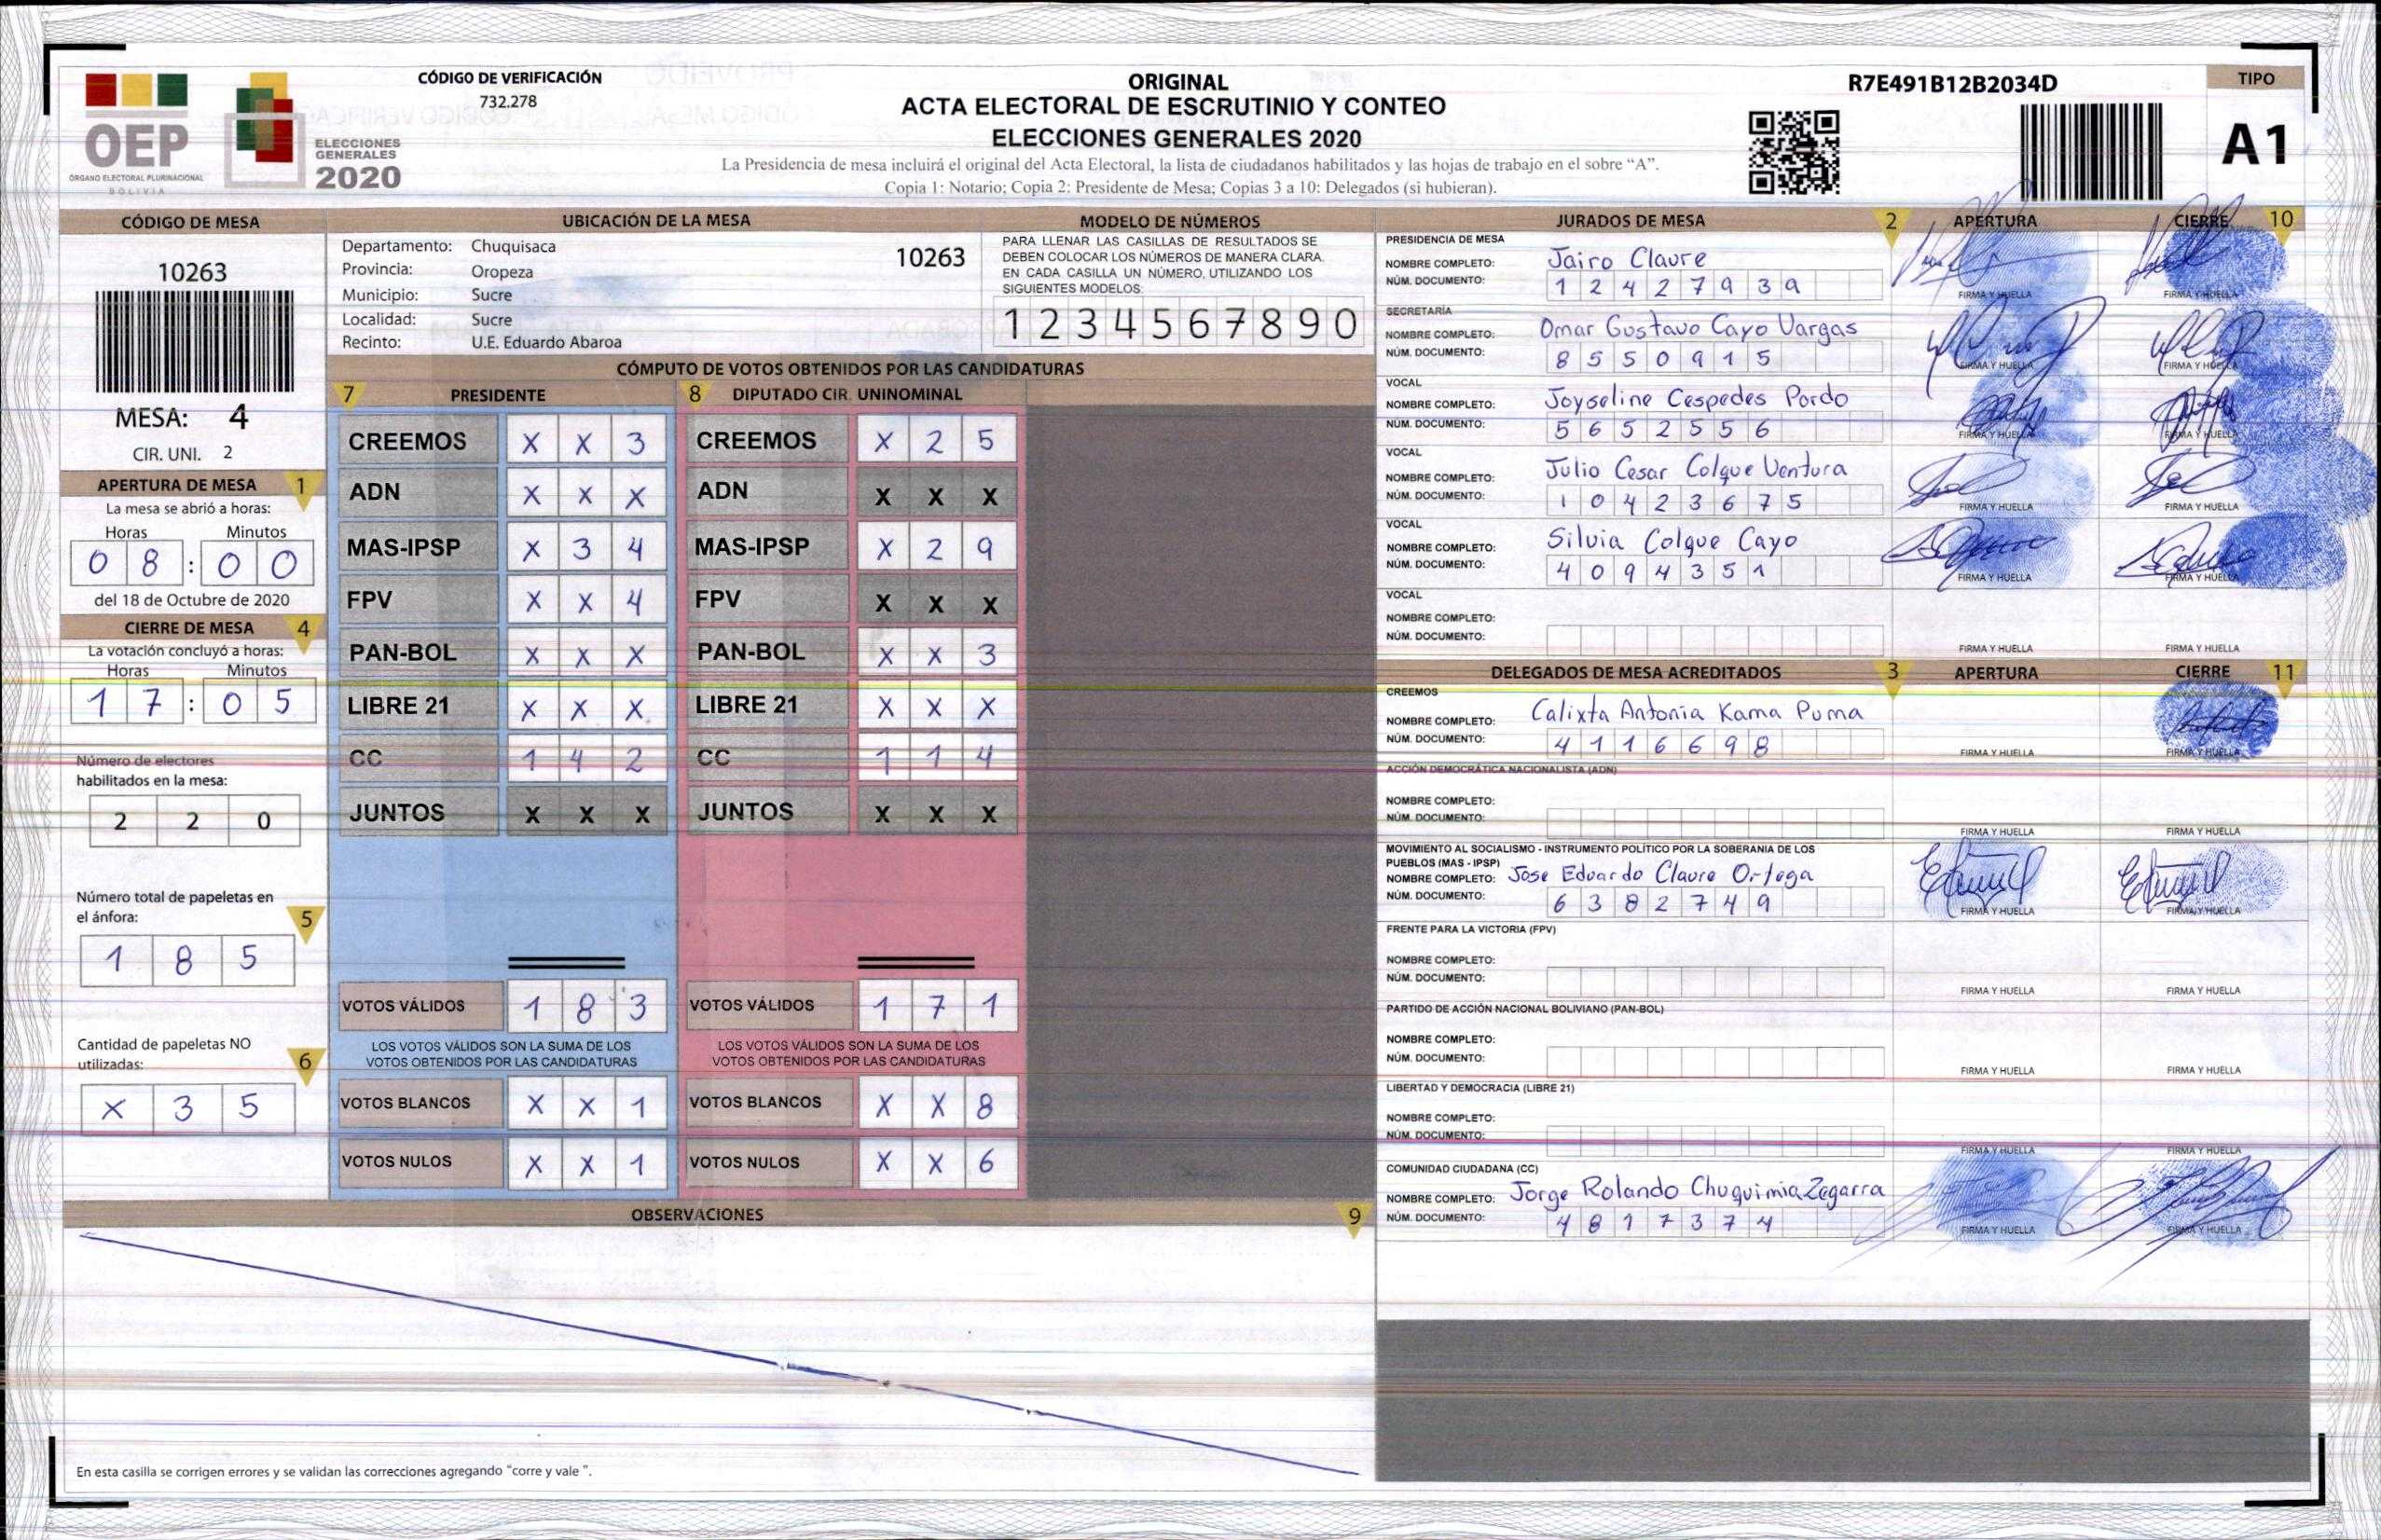 OEP
ÓRGANO ELECTORAL PLURINACIONAL
BOLIVIA
ELECCIONES
GENERALES
2020
CÓDIGO DE VERIFICACIÓN
732.278
ORIGINAL
ACTA ELECTORAL DE ESCRUTINIO Y CONTEO
ELECCIONES GENERALES 2020
La Presidencia de mesa incluirá el original del Acta Electoral, la lista de ciudadanos habilitados y las hojas de trabajo en el sobre “A”.
Copia 1: Notario; Copia 2: Presidente de Mesa; Copias 3 a 10: Delegados (si hubieran).
R7E491B12B2034D
TIPO
A1
CÓDIGO DE MESA
10263
MESA: 4
CIR. UNI. 2
APERTURA DE MESA 1
La mesa se abrió a horas:
Horas Minutos
0 8 : 0 0
del 18 de Octubre de 2020
CIERRE DE MESA 4
La votación concluyó a horas:
Horas Minutos
1 7 : 0 5
Número de electores
habilitados en la mesa:
2 2 0
Número total de papeletas en
el ánfora: 5
1 8 5
Cantidad de papeletas NO
utilizadas: 6
X 3 5
UBICACIÓN DE LA MESA
Departamento: Chuquisaca 10263
Provincia: Oropeza
Municipio: Sucre
Localidad: Sucre
Recinto: U.E. Eduardo Abaroa
MODELO DE NÚMEROS
PARA LLENAR LAS CASILLAS DE RESULTADOS SE
DEBEN COLOCAR LOS NÚMEROS DE MANERA CLARA.
EN CADA CASILLA UN NÚMERO, UTILIZANDO LOS
SIGUIENTES MODELOS:
1 2 3 4 5 6 7 8 9 0
CÓMPUTO DE VOTOS OBTENIDOS POR LAS CANDIDATURAS
7 PRESIDENTE 8 DIPUTADO CIR. UNINOMINAL
CREEMOS X X 3 CREEMOS X 2 5
ADN X X X ADN X X X
MAS-IPSP X 3 4 MAS-IPSP X 2 9
FPV X X 4 FPV X X X
PAN-BOL X X X PAN-BOL X X 3
LIBRE 21 X X X LIBRE 21 X X X
CC 1 4 2 CC 1 1 4
JUNTOS X X X JUNTOS X X X
VOTOS VÁLIDOS 1 8 3 VOTOS VÁLIDOS 1 7 1
LOS VOTOS VÁLIDOS SON LA SUMA DE LOS LOS VOTOS VÁLIDOS SON LA SUMA DE LOS
VOTOS OBTENIDOS POR LAS CANDIDATURAS VOTOS OBTENIDOS POR LAS CANDIDATURAS
VOTOS BLANCOS X X 1 VOTOS BLANCOS X X 8
VOTOS NULOS X X 1 VOTOS NULOS X X 6
OBSERVACIONES 9
En esta casilla se corrigen errores y se validan las correcciones agregando “corre y vale ”.
JURADOS DE MESA 2 APERTURA CIERRE 10
PRESIDENCIA DE MESA
NOMBRE COMPLETO: Jairo Claure
NÚM. DOCUMENTO: 1 2 4 2 7 9 3 9
FIRMA Y HUELLA FIRMA Y HUELLA
SECRETARÍA
NOMBRE COMPLETO: Omar Gustavo Cayo Vargas
NÚM. DOCUMENTO: 8 5 5 0 9 1 5
FIRMA Y HUELLA FIRMA Y HUELLA
VOCAL
NOMBRE COMPLETO: Joyseline Cespedes Pardo
NÚM. DOCUMENTO: 5 6 5 2 5 5 6
FIRMA Y HUELLA FIRMA Y HUELLA
VOCAL
NOMBRE COMPLETO: Julio Cesar Colque Ventura
NÚM. DOCUMENTO: 1 0 4 2 3 6 7 5
FIRMA Y HUELLA FIRMA Y HUELLA
VOCAL
NOMBRE COMPLETO: Silvia Colque Cayo
NÚM. DOCUMENTO: 4 0 9 4 3 5 1
FIRMA Y HUELLA FIRMA Y HUELLA
VOCAL
NOMBRE COMPLETO:
NÚM. DOCUMENTO:
FIRMA Y HUELLA FIRMA Y HUELLA
DELEGADOS DE MESA ACREDITADOS 3 APERTURA CIERRE 11
CREEMOS
NOMBRE COMPLETO: Calixta Antonia Kama Puma
NÚM. DOCUMENTO: 4 1 1 6 6 9 8
FIRMA Y HUELLA FIRMA Y HUELLA
ACCIÓN DEMOCRÁTICA NACIONALISTA (ADN)
NOMBRE COMPLETO:
NÚM. DOCUMENTO:
FIRMA Y HUELLA FIRMA Y HUELLA
MOVIMIENTO AL SOCIALISMO - INSTRUMENTO POLÍTICO POR LA SOBERANIA DE LOS
PUEBLOS (MAS - IPSP)
NOMBRE COMPLETO: Jose Eduardo Claure Ortega
NÚM. DOCUMENTO: 6 3 8 2 7 4 9
FIRMA Y HUELLA FIRMA Y HUELLA
FRENTE PARA LA VICTORIA (FPV)
NOMBRE COMPLETO:
NÚM. DOCUMENTO:
FIRMA Y HUELLA FIRMA Y HUELLA
PARTIDO DE ACCIÓN NACIONAL BOLIVIANO (PAN-BOL)
NOMBRE COMPLETO:
NÚM. DOCUMENTO:
FIRMA Y HUELLA FIRMA Y HUELLA
LIBERTAD Y DEMOCRACIA (LIBRE 21)
NOMBRE COMPLETO:
NÚM. DOCUMENTO:
FIRMA Y HUELLA FIRMA Y HUELLA
COMUNIDAD CIUDADANA (CC)
NOMBRE COMPLETO: Jorge Rolando Chuquimia Zegarra
NÚM. DOCUMENTO: 4 8 1 7 3 7 4
FIRMA Y HUELLA FIRMA Y HUELLA